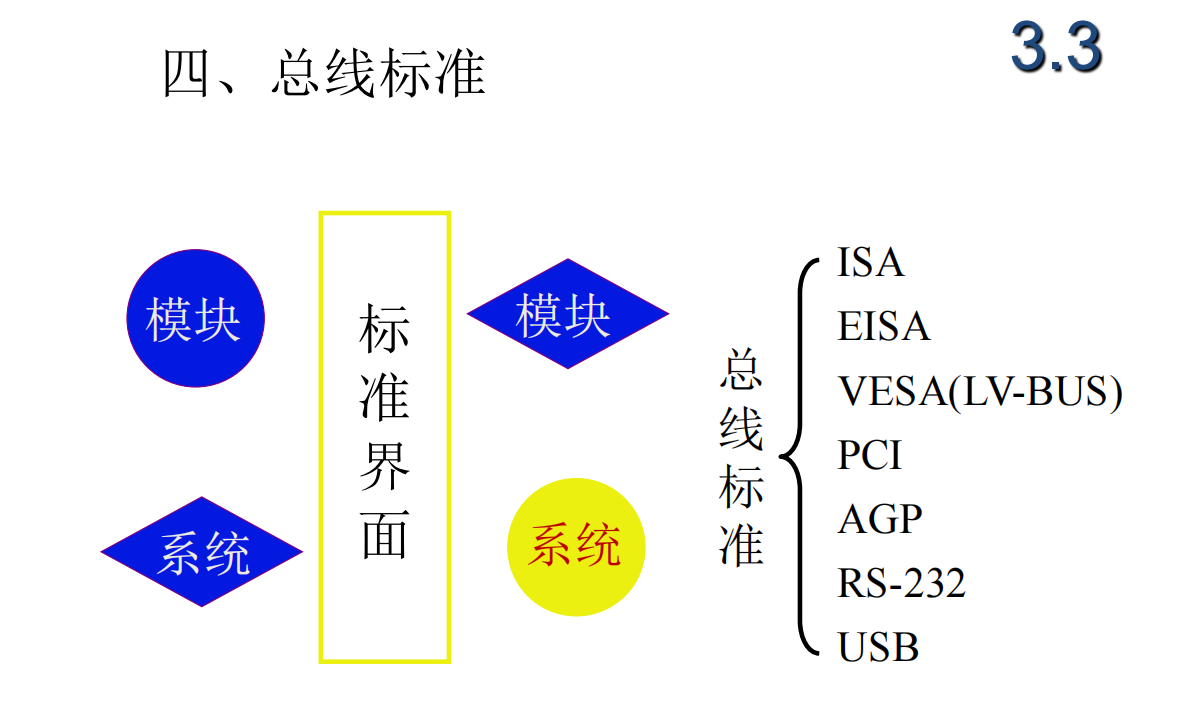 四、总线标准
3.3
模块
系统
标准界面
模块
系统
总线标准
ISA
EISA
VESA(LV-BUS)
PCI
AGP
RS-232
USB